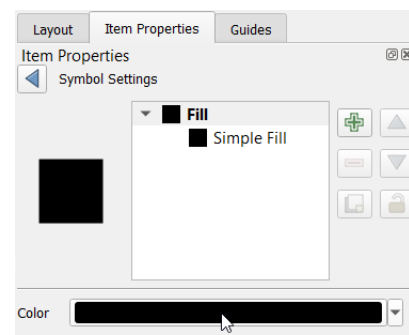 Layout Item Properties Guides
Item Properties
Symbol Settings
Fill
Simple Fill
Color